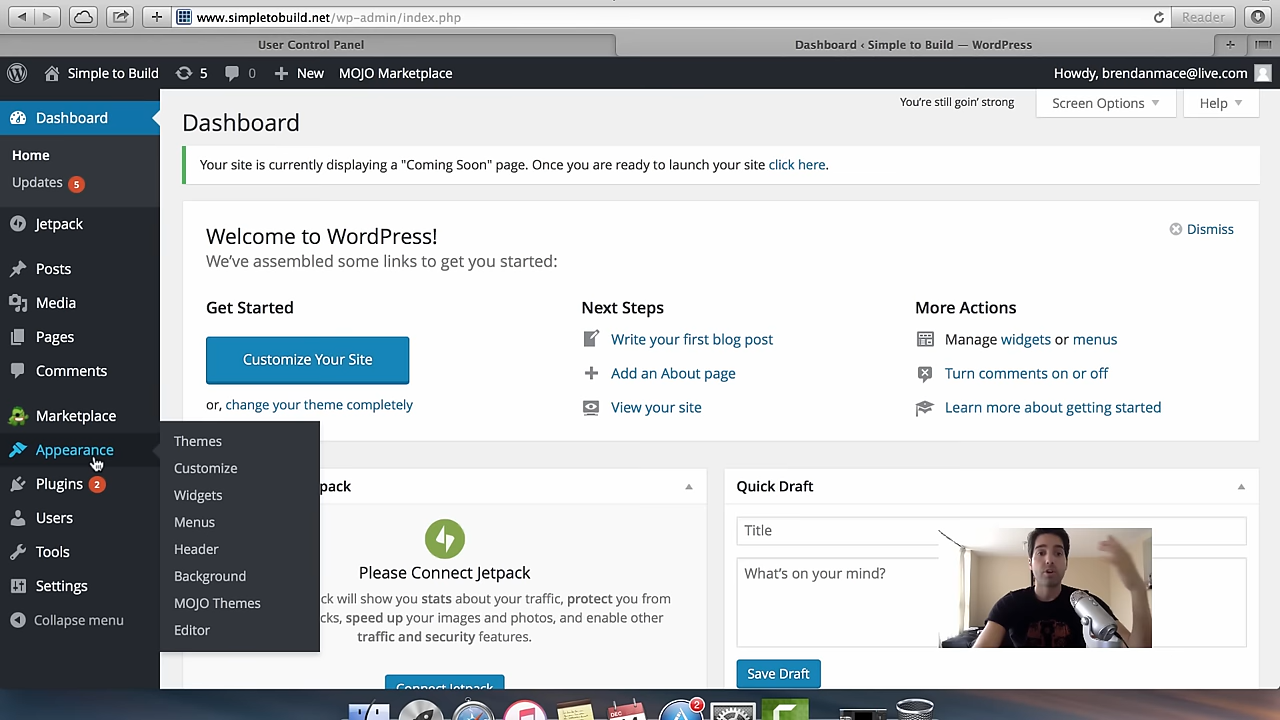 www.simpletobuild.net/wp-admin/index.php
Reader
User Control Panel
Dashboard ‹ Simple to Build — WordPress
Simple to Build
5
0
New
MOJO Marketplace
Howdy, brendanmace@live.com
Dashboard
Home
Updates 5
Jetpack
Posts
Media
Pages
Comments
Marketplace
Appearance
Plugins 2
Users
Tools
Settings
Collapse menu
Themes
Customize
Widgets
Menus
Header
Background
MOJO Themes
Editor
You're still goin' strong
Screen Options
Help
Dashboard
Your site is currently displaying a "Coming Soon" page. Once you are ready to launch your site click here.
Welcome to WordPress!
Dismiss
We've assembled some links to get you started:
Get Started
Customize Your Site
or, change your theme completely
Next Steps
Write your first blog post
Add an About page
View your site
More Actions
Manage widgets or menus
Turn comments on or off
Learn more about getting started
pack
Please Connect Jetpack
ck will show you stats about your traffic, protect you from
cks, speed up your images and photos, and enable other
traffic and security features.
Connect Jetpack
Quick Draft
Title
What's on your mind?
Save Draft
DEC
2